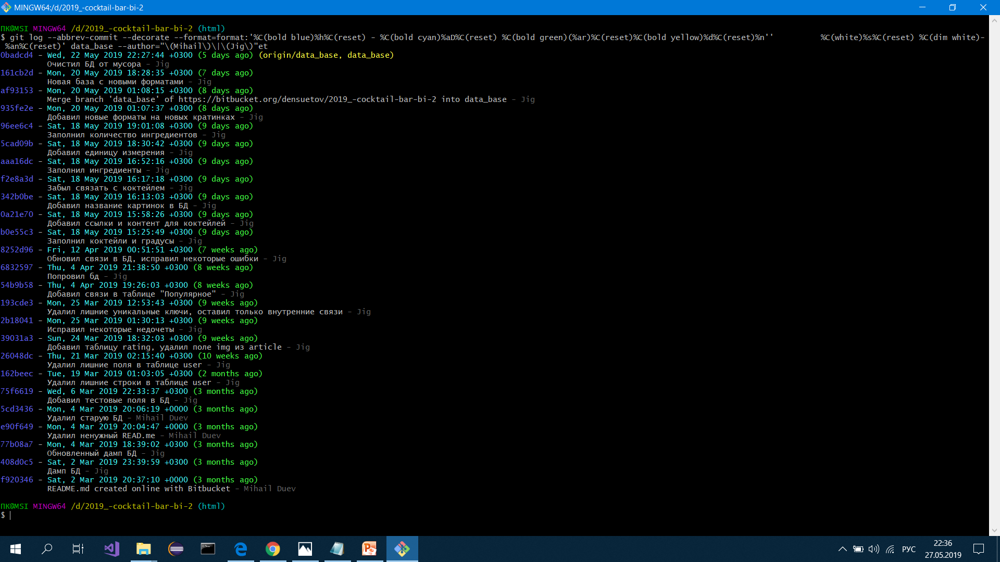 MINGW64:/d/2019_-cocktail-bar-bi-2
ПК@MSI MINGW64 /d/2019_-cocktail-bar-bi-2 (html)
$ git log --abbrev-commit --decorate --format=format:'%C(bold blue)%h%C(reset) - %C(bold cyan)%aD%C(reset) %C(bold green)(%ar)%C(reset)%C(bold yellow)%d%C(reset)%n''          %C(white)%s%C(reset) %C(dim white)-
%an%C(reset)' data_base --author="\(Mihail\)\|\(Jig\)"et
0badcd4 - Wed, 22 May 2019 22:27:44 +0300 (5 days ago) (origin/data_base, data_base)
Очистил БД от мусора - Jig
161cb2d - Mon, 20 May 2019 18:28:35 +0300 (7 days ago)
Новая база с новыми форматами - Jig
af93153 - Mon, 20 May 2019 01:08:15 +0300 (8 days ago)
Merge branch 'data_base' of https://bitbucket.org/densuetov/2019_-cocktail-bar-bi-2 into data_base - Jig
935fe2e - Mon, 20 May 2019 01:07:37 +0300 (8 days ago)
Добавил новые форматы на новых кратинках - Jig
96ee6c4 - Sat, 18 May 2019 19:01:08 +0300 (9 days ago)
Заполнил количество ингредиентов - Jig
5cad09b - Sat, 18 May 2019 18:30:42 +0300 (9 days ago)
Добавил единицу измерения - Jig
aaa16dc - Sat, 18 May 2019 16:52:16 +0300 (9 days ago)
Заполнил ингредиенты - Jig
f2e8a3d - Sat, 18 May 2019 16:17:18 +0300 (9 days ago)
Забыл связать с коктейлем - Jig
342b0be - Sat, 18 May 2019 16:13:03 +0300 (9 days ago)
Добавил название картинок в БД - Jig
0a21e70 - Sat, 18 May 2019 15:58:26 +0300 (9 days ago)
Добавил ссылки и контент для коктейлей - Jig
b0e55c3 - Sat, 18 May 2019 15:25:49 +0300 (9 days ago)
Заполнил коктейли и градусы - Jig
8252d96 - Fri, 12 Apr 2019 00:51:51 +0300 (7 weeks ago)
Обновил связи в БД, исправил некоторые ошибки - Jig
6832597 - Thu, 4 Apr 2019 21:38:50 +0300 (8 weeks ago)
Попровил бд - Jig
54b9b58 - Thu, 4 Apr 2019 19:26:03 +0300 (8 weeks ago)
Добавил связи в таблице "Популярное" - Jig
193cde3 - Mon, 25 Mar 2019 12:53:43 +0300 (9 weeks ago)
Удалил лишние уникальные ключи, оставил только внутренние связи - Jig
2b18041 - Mon, 25 Mar 2019 01:30:13 +0300 (9 weeks ago)
Исправил некоторые недочеты - Jig
39031a3 - Sun, 24 Mar 2019 18:32:03 +0300 (9 weeks ago)
Добавил таблицу rating, удалил поле img из article - Jig
26048dc - Thu, 21 Mar 2019 02:15:40 +0300 (10 weeks ago)
Удалил лишние поля в таблице user - Jig
162beec - Tue, 19 Mar 2019 01:03:05 +0300 (2 months ago)
Удалил лишние строки в таблице user - Jig
75f6619 - Wed, 6 Mar 2019 22:33:37 +0300 (3 months ago)
Добавил тестовые поля в БД - Jig
5cd3436 - Mon, 4 Mar 2019 20:06:19 +0000 (3 months ago)
Удалил старую БД - Mihail Duev
e90f649 - Mon, 4 Mar 2019 20:04:47 +0000 (3 months ago)
Удалил ненужный READ.me - Mihail Duev
77b08a7 - Mon, 4 Mar 2019 18:39:02 +0300 (3 months ago)
Обновленный дамп БД - Jig
408d0c5 - Sat, 2 Mar 2019 23:39:59 +0300 (3 months ago)
Дамп БД - Jig
f920346 - Sat, 2 Mar 2019 20:37:10 +0000 (3 months ago)
README.md created online with Bitbucket - Mihail Duev
ПК@MSI MINGW64 /d/2019_-cocktail-bar-bi-2 (html)
$
РУС
22:36
27.05.2019